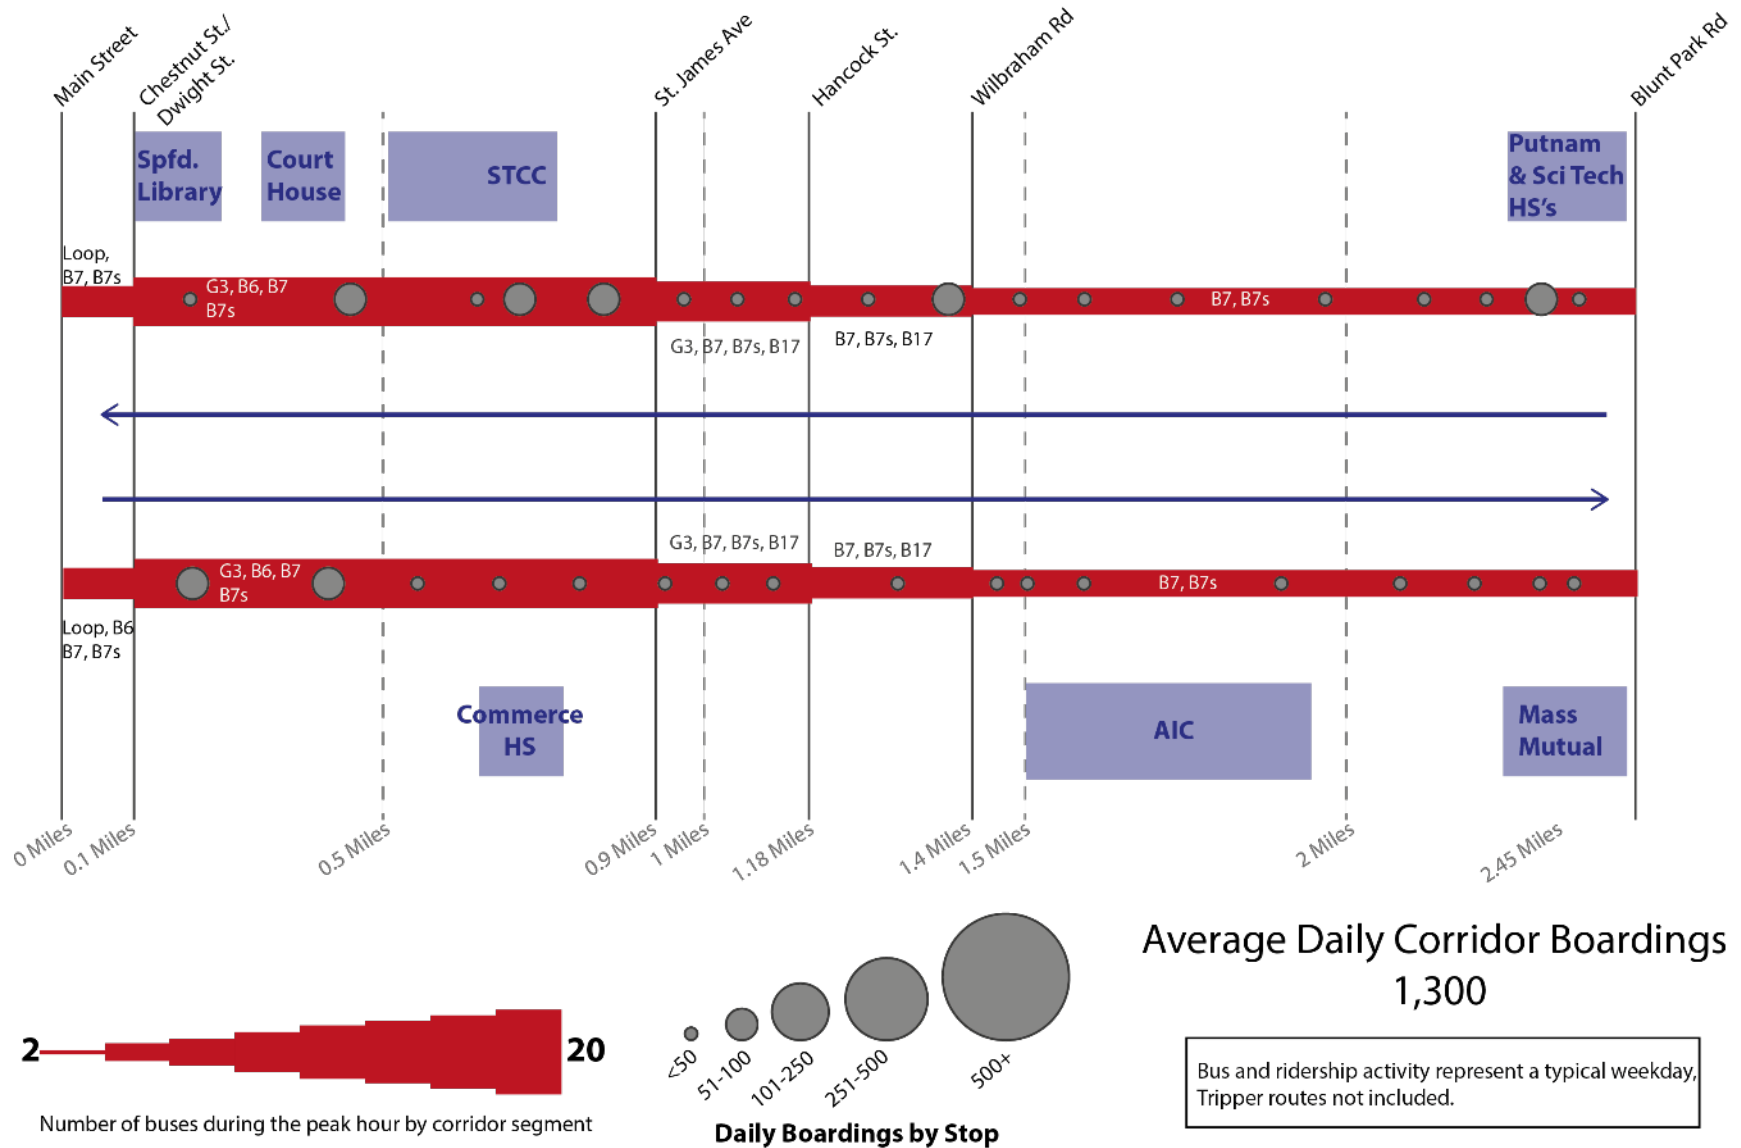 Main Street
Chestnut St./
Dwight St.
St. James Ave
Hancock St.
Wilbraham Rd
Blunt Park Rd
Spfd.
Library
Court
House
STCC
Putnam
& Sci Tech
HS's
Loop,
B7, B7s
G3, B6, B7
B7s
B7, B7s
G3, B7, B7s, B17
B7, B7s, B17
G3, B7, B7s, B17
B7, B7s, B17
G3, B6, B7
B7s
B7, B7s
Loop, B6
B7, B7s
Commerce
HS
AIC
Mass
Mutual
0 Miles
0.1 Miles
0.5 Miles
0.9 Miles
1 Miles
1.18 Miles
1.4 Miles
1.5 Miles
2 Miles
2.45 Miles
2
20
Number of buses during the peak hour by corridor segment
<50
51-100
101-250
251-500
500+
Daily Boardings by Stop
Average Daily Corridor Boardings
1,300
Bus and ridership activity represent a typical weekday,
Tripper routes not included.